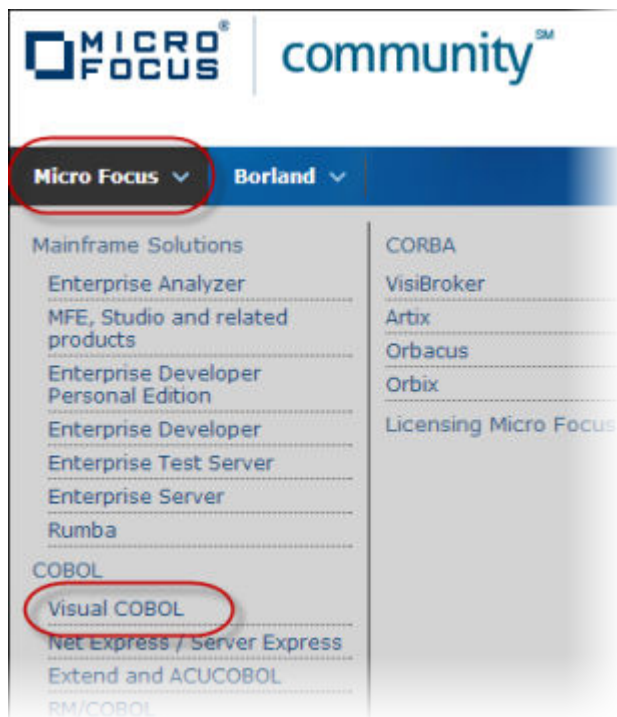 MICRO FOCUS® community℠
Micro Focus Borland
Mainframe Solutions
Enterprise Analyzer
MFE, Studio and related
products
Enterprise Developer
Personal Edition
Enterprise Developer
Enterprise Test Server
Enterprise Server
Rumba
COBOL
Visual COBOL
Net Express / Server Express
Extend and ACUCOBOL
RM/COBOL
CORBA
VisiBroker
Artix
Orbacus
Orbix
Licensing Micro Focus